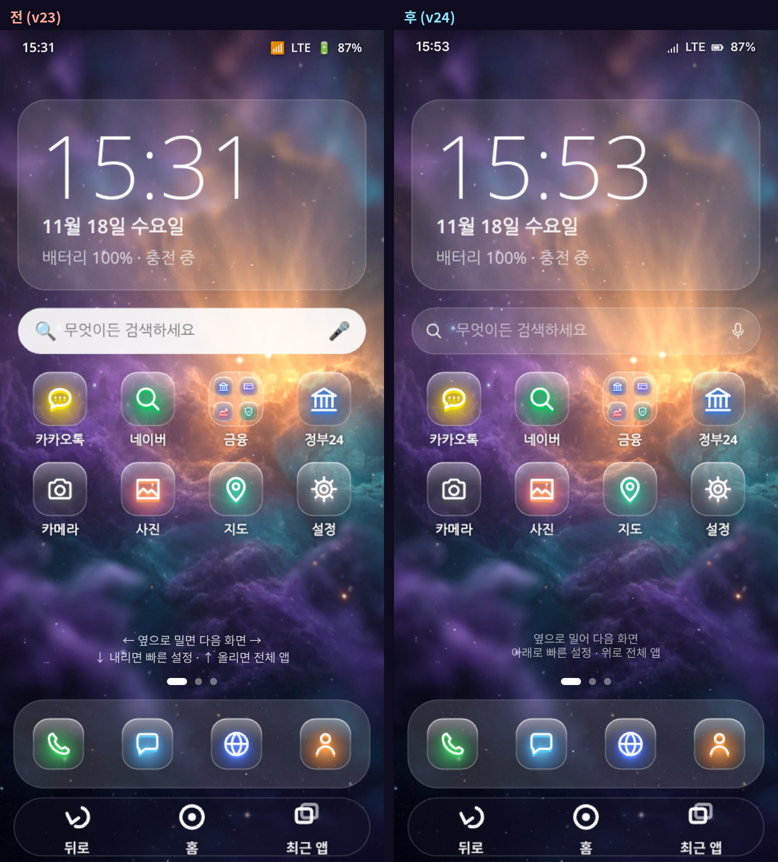 전 (v23)
15:31 LTE 87%
15:31
11월 18일 수요일
배터리 100% · 충전 중
무엇이든 검색하세요
카카오톡 네이버 금융 정부24
카메라 사진 지도 설정
← 옆으로 밀면 다음 화면 →
↓ 내리면 빠른 설정 · ↑ 올리면 전체 앱
뒤로 홈 최근 앱
후 (v24)
15:53 LTE 87%
15:53
11월 18일 수요일
배터리 100% · 충전 중
무엇이든 검색하세요
카카오톡 네이버 금융 정부24
카메라 사진 지도 설정
옆으로 밀어 다음 화면
아래로 빠른 설정 · 위로 전체 앱
뒤로 홈 최근 앱